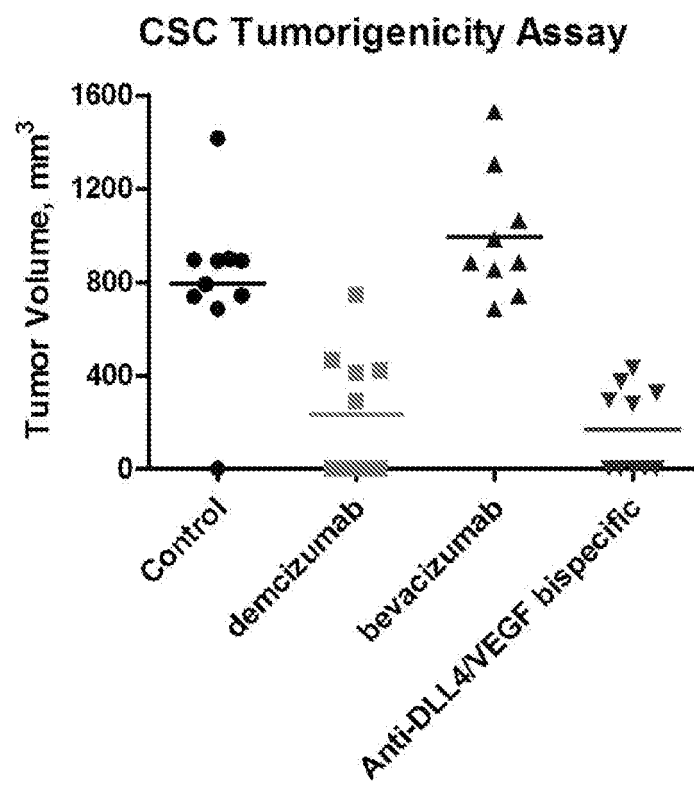 CSC Tumorigenicity Assay
Tumor Volume, mm³
1600
1200
800
400
0
Control
demcizumab
bevacizumab
Anti-DLL4/VEGF bispecific